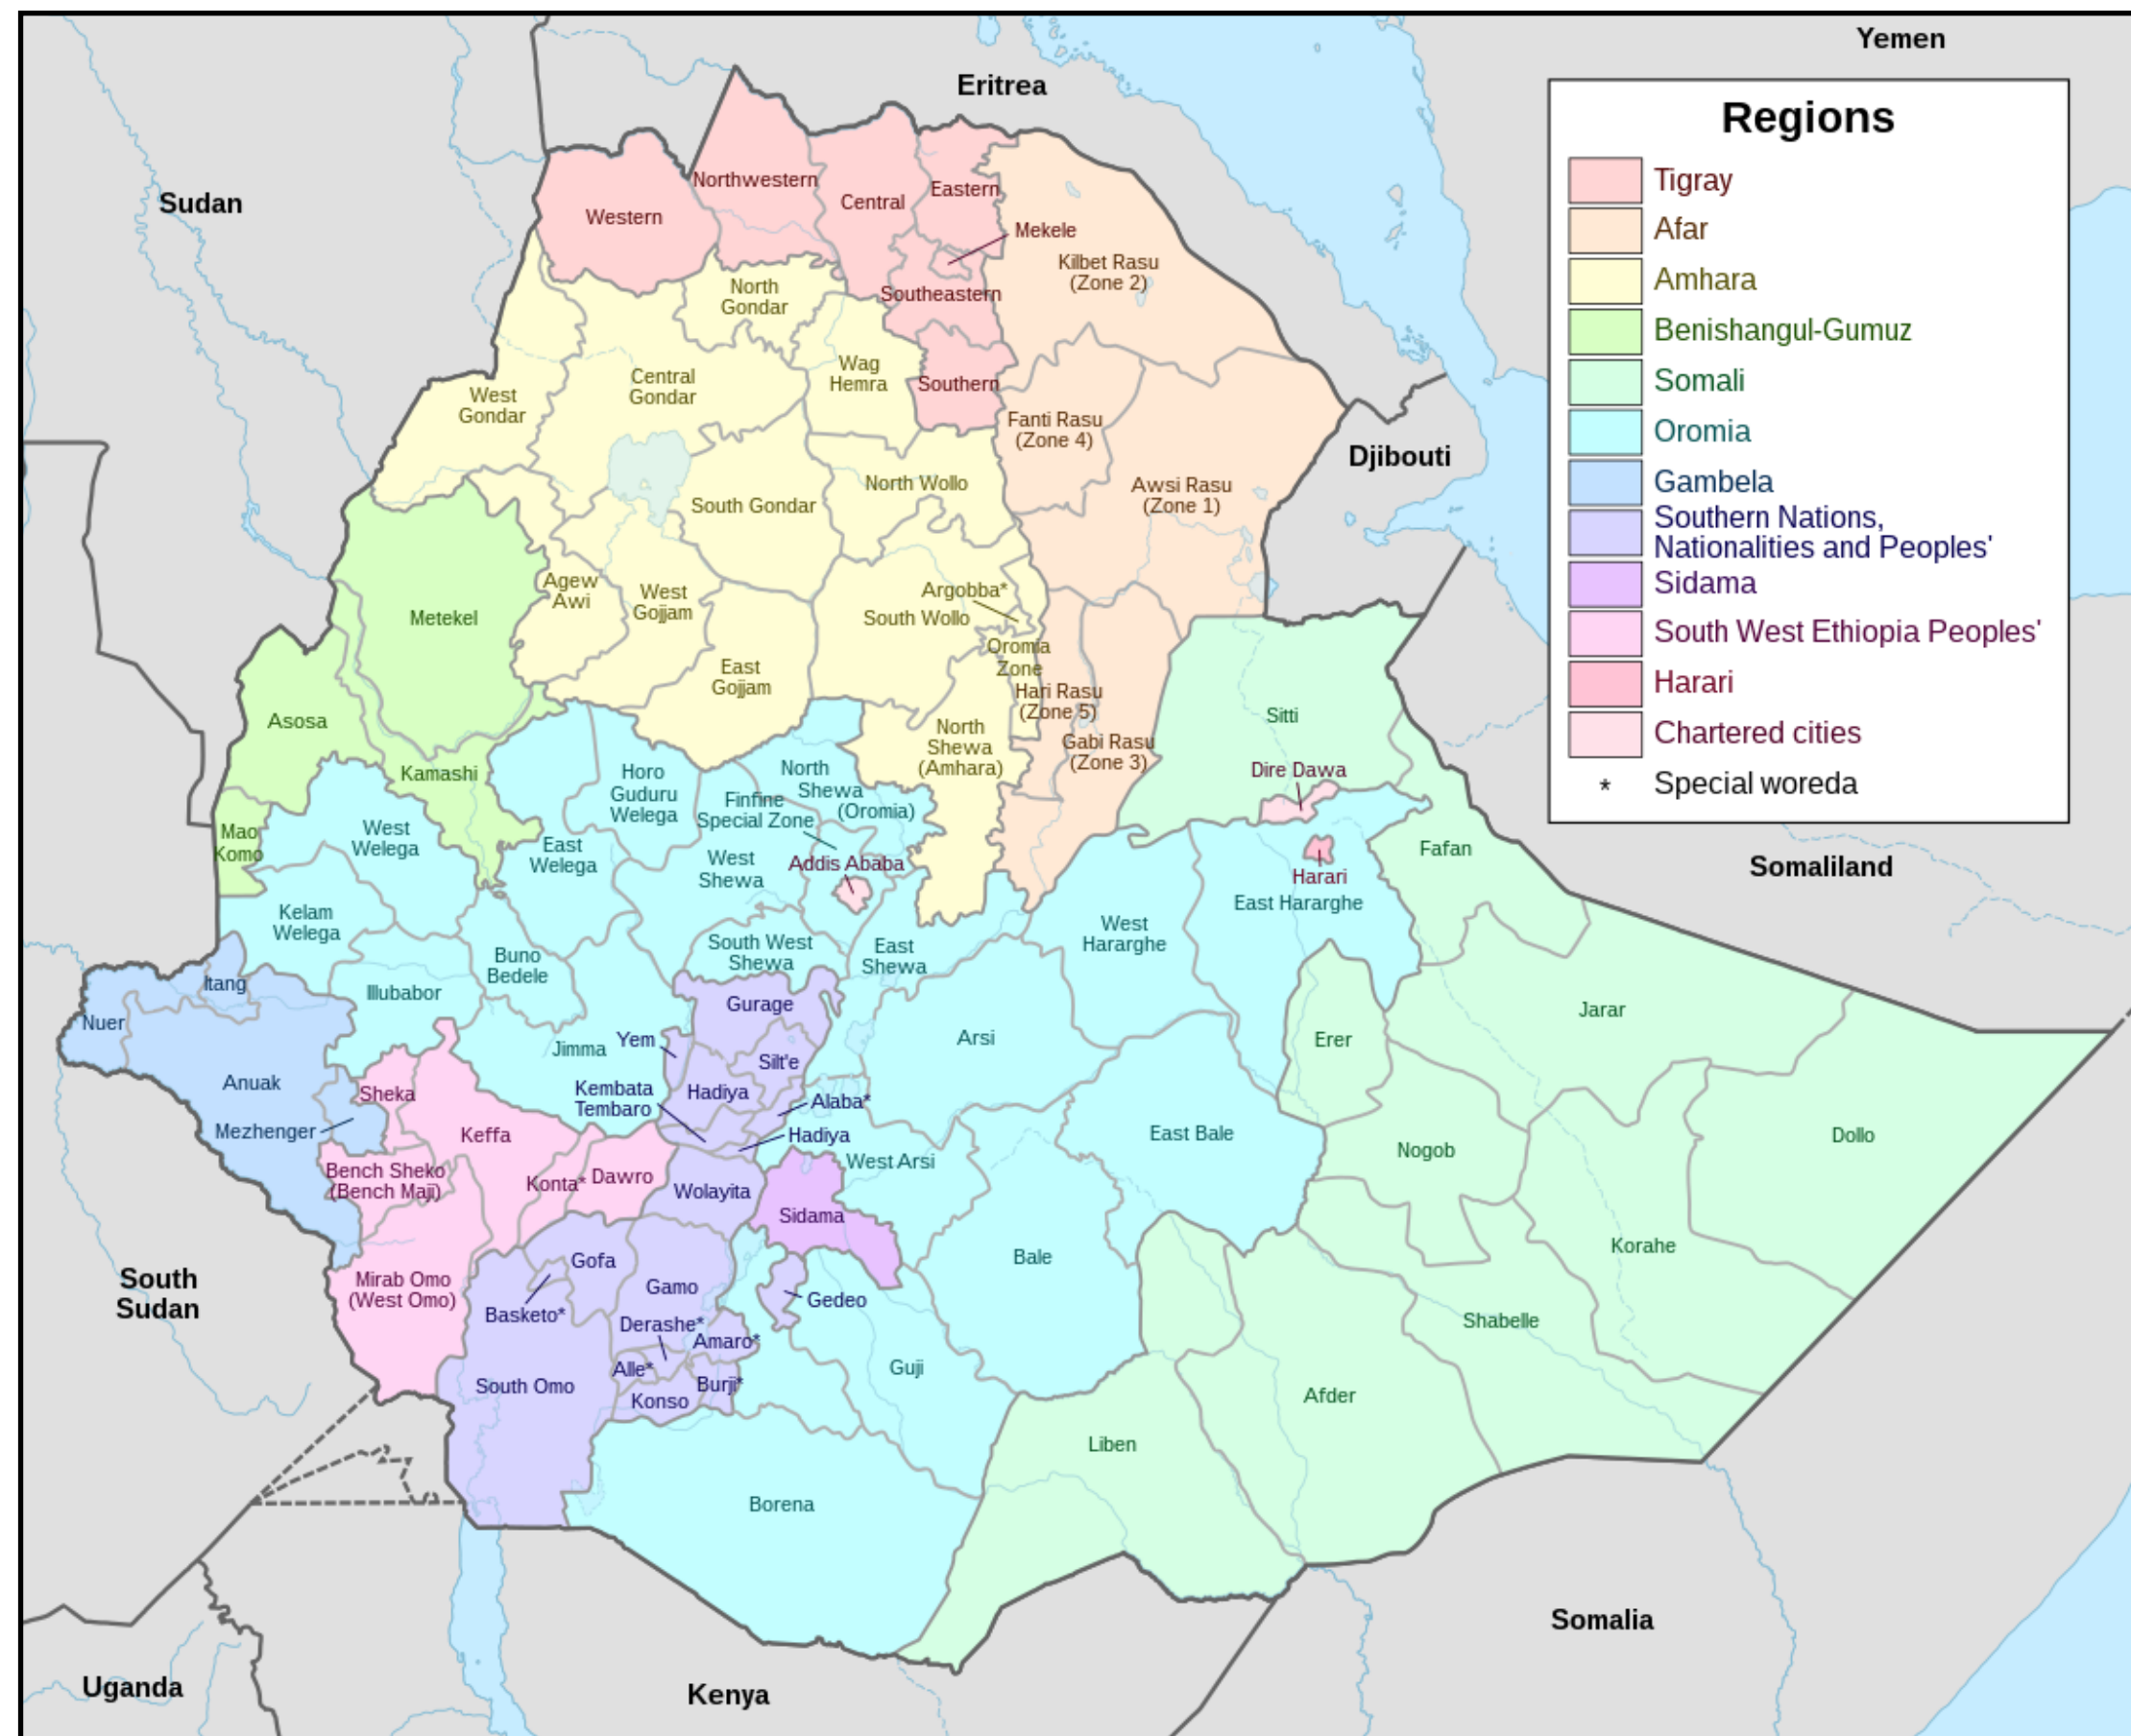 Yemen
Eritrea
Sudan
Djibouti
Somaliland
South
Sudan
Somalia
Uganda
Kenya
Regions
Tigray
Afar
Amhara
Benishangul-Gumuz
Somali
Oromia
Gambela
Southern Nations,
Nationalities and Peoples'
Sidama
South West Ethiopia Peoples'
Harari
Chartered cities
* Special woreda
Northwestern
Western
Central
Eastern
Mekele
Southeastern
Southern
Kilbet Rasu
(Zone 2)
Fanti Rasu
(Zone 4)
Awsi Rasu
(Zone 1)
Hari Rasu
(Zone 5)
Gabi Rasu
(Zone 3)
North
Gondar
Wag
Hemra
Central
Gondar
West
Gondar
North Wollo
South Gondar
Agew
Awi
West
Gojjam
Argobba*
South Wollo
Oromia
Zone
East
Gojjam
North
Shewa
(Amhara)
Metekel
Asosa
Kamashi
Mao
Komo
Sitti
Dire Dawa
Fafan
Harari
East Hararghe
West
Hararghe
Horo
Guduru
Welega
North
Shewa
(Oromia)
Finfine
Special Zone
West
Welega
East
Welega
West
Shewa
Addis Ababa
Kelam
Welega
Buno
Bedele
South West
Shewa
East
Shewa
Itang
Illubabor
Nuer
Gurage
Jarar
Arsi
Erer
Yem
Jimma
Silt'e
Anuak
Sheka
Kembata
Tembaro
Hadiya
Alaba*
Mezhenger
Keffa
Hadiya
East Bale
Nogob
Dollo
West Arsi
Bench Sheko
(Bench Maji)
Konta*
Dawro
Wolayita
Sidama
Korahe
Bale
Gofa
Mirab Omo
(West Omo)
Gamo
Gedeo
Basketo*
Derashe*
Amaro*
Shabelle
Guji
Alle*
Burji*
South Omo
Konso
Afder
Liben
Borena